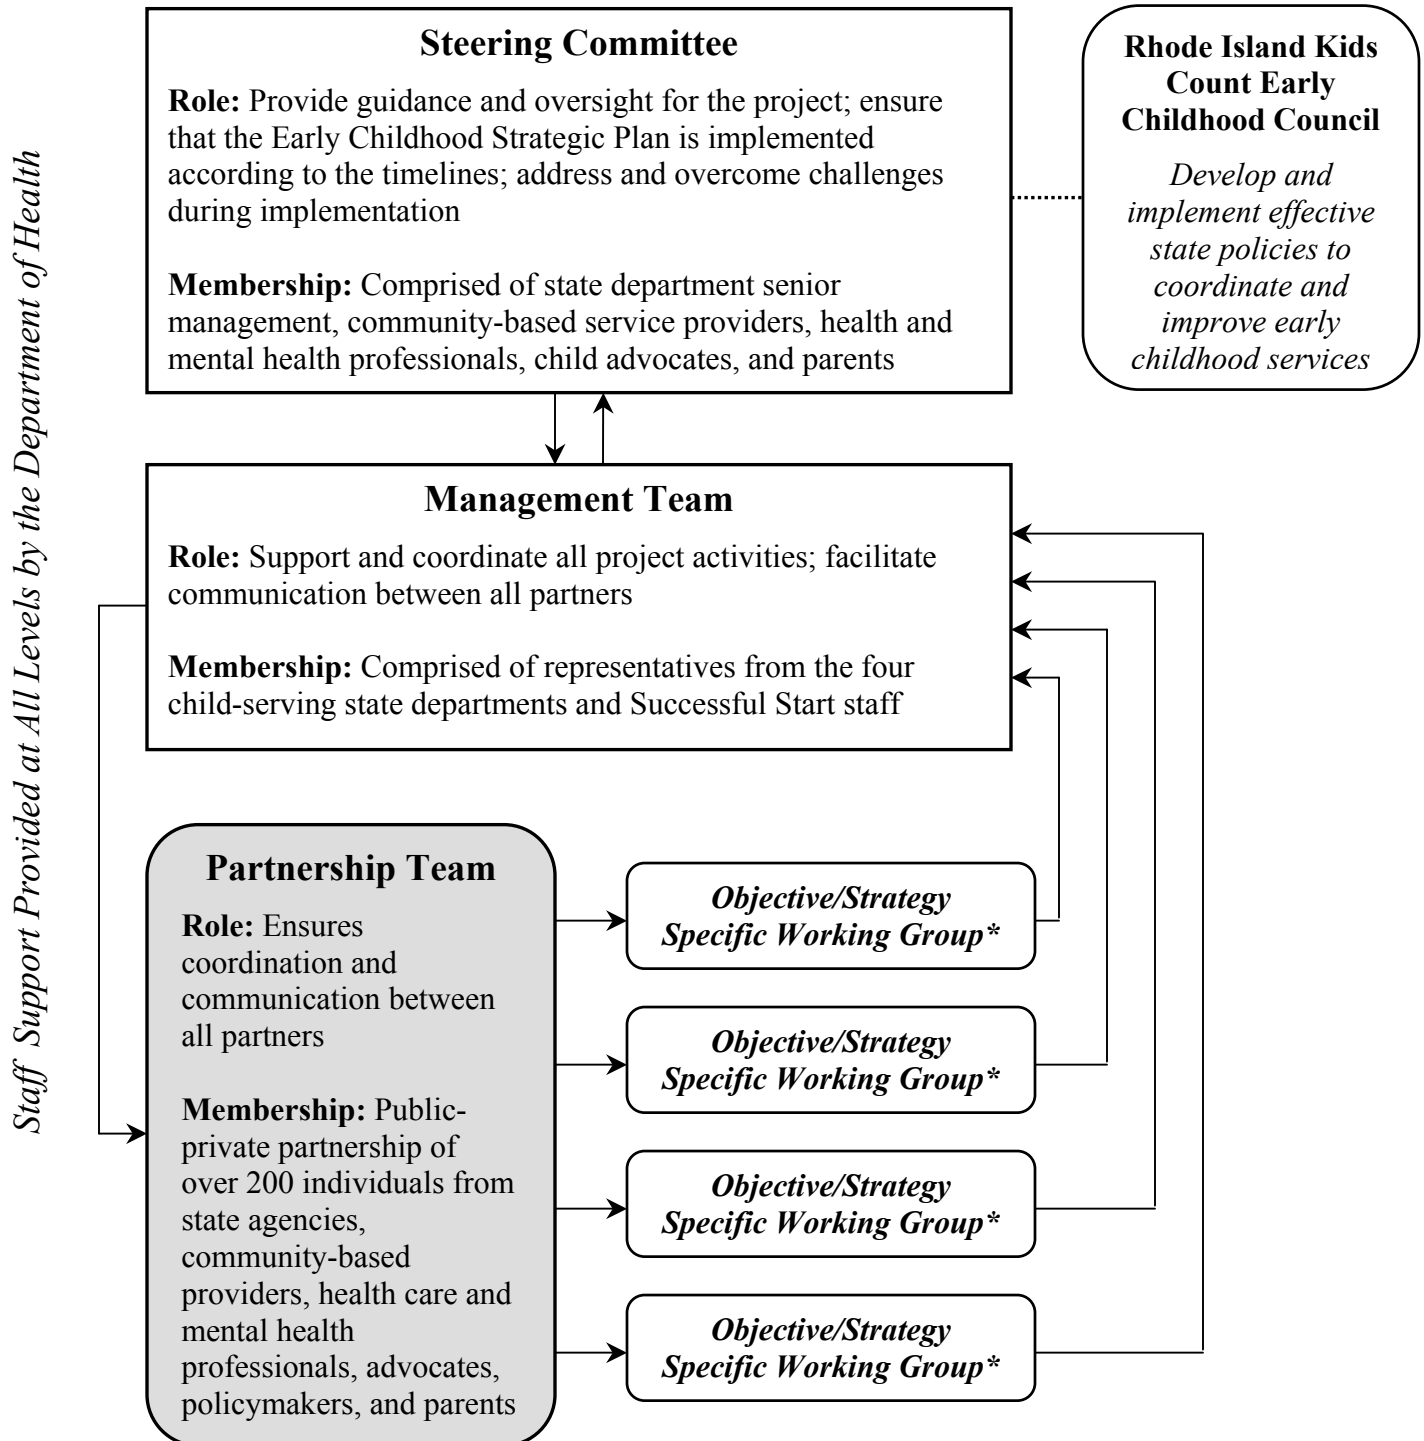 Staff Support Provided at All Levels by the Department of Health
Steering Committee
Role: Provide guidance and oversight for the project; ensure
that the Early Childhood Strategic Plan is implemented
according to the timelines; address and overcome challenges
during implementation
Membership: Comprised of state department senior
management, community-based service providers, health and
mental health professionals, child advocates, and parents
Rhode Island Kids
Count Early
Childhood Council
Develop and
implement effective
state policies to
coordinate and
improve early
childhood services
Management Team
Role: Support and coordinate all project activities; facilitate
communication between all partners
Membership: Comprised of representatives from the four
child-serving state departments and Successful Start staff
Partnership Team
Role: Ensures
coordination and
communication between
all partners
Membership: Public-
private partnership of
over 200 individuals from
state agencies,
community-based
providers, health care and
mental health
professionals, advocates,
policymakers, and parents
Objective/Strategy
Specific Working Group*
Objective/Strategy
Specific Working Group*
Objective/Strategy
Specific Working Group*
Objective/Strategy
Specific Working Group*